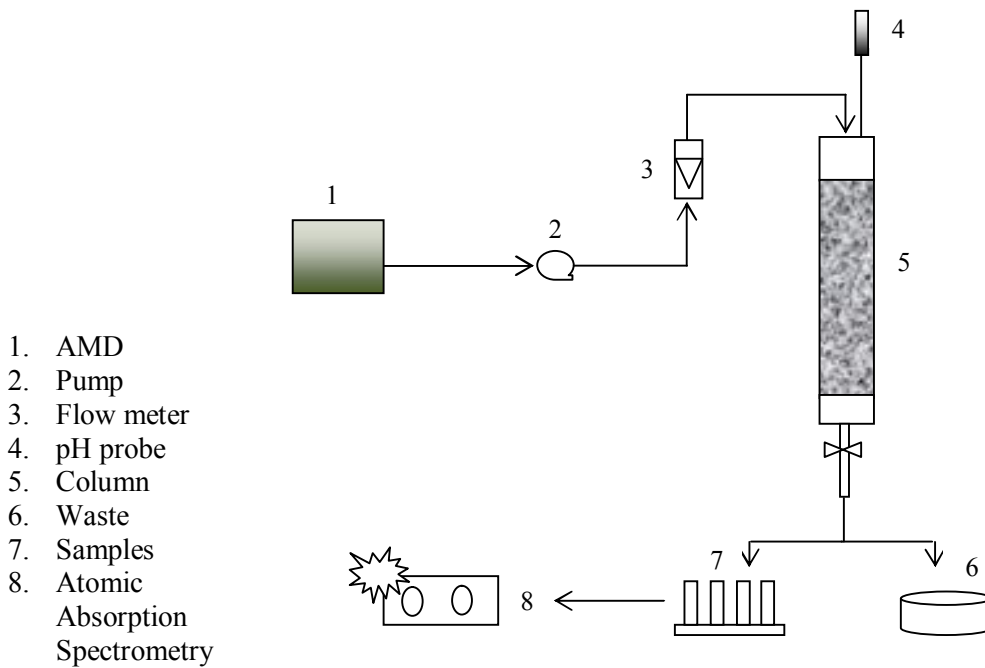 4
1
3
2
5
1. AMD
2. Pump
3. Flow meter
4. pH probe
5. Column
6. Waste
7. Samples
8. Atomic
Absorption
Spectrometry
7
6
8